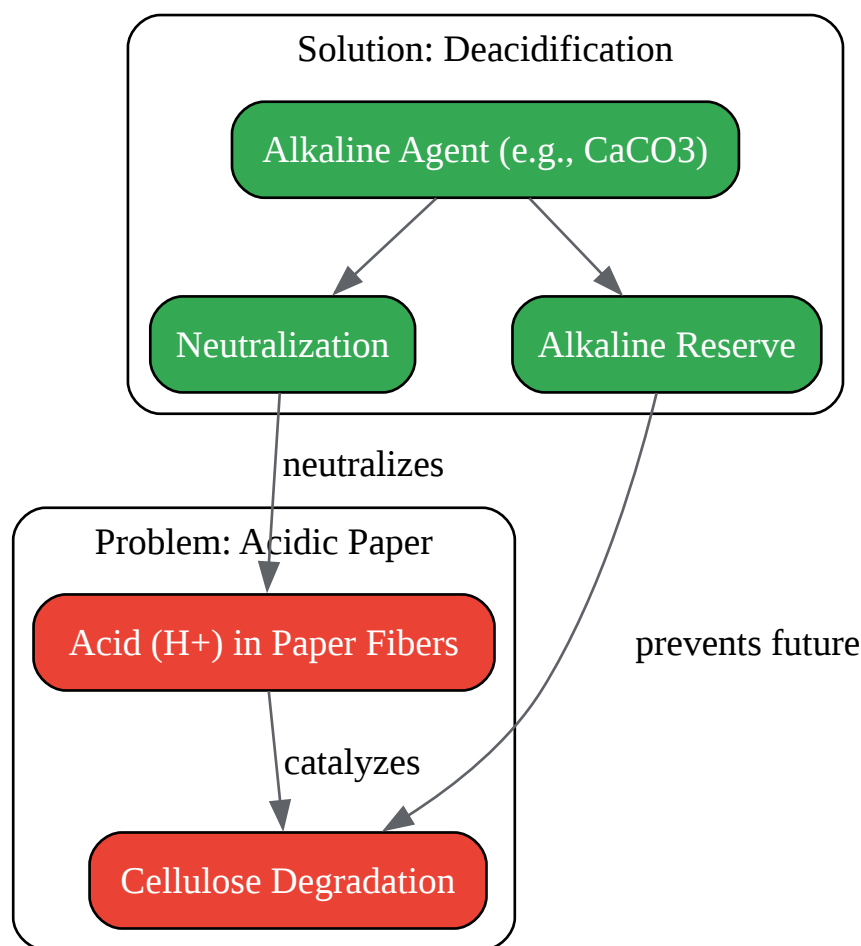 Solution: Deacidification
Alkaline Agent (e.g., CaCO3)
Neutralization
Alkaline Reserve
neutralizes
Problem: Acidic Paper
Acid (H+) in Paper Fibers
prevents future
catalyzes
Cellulose Degradation